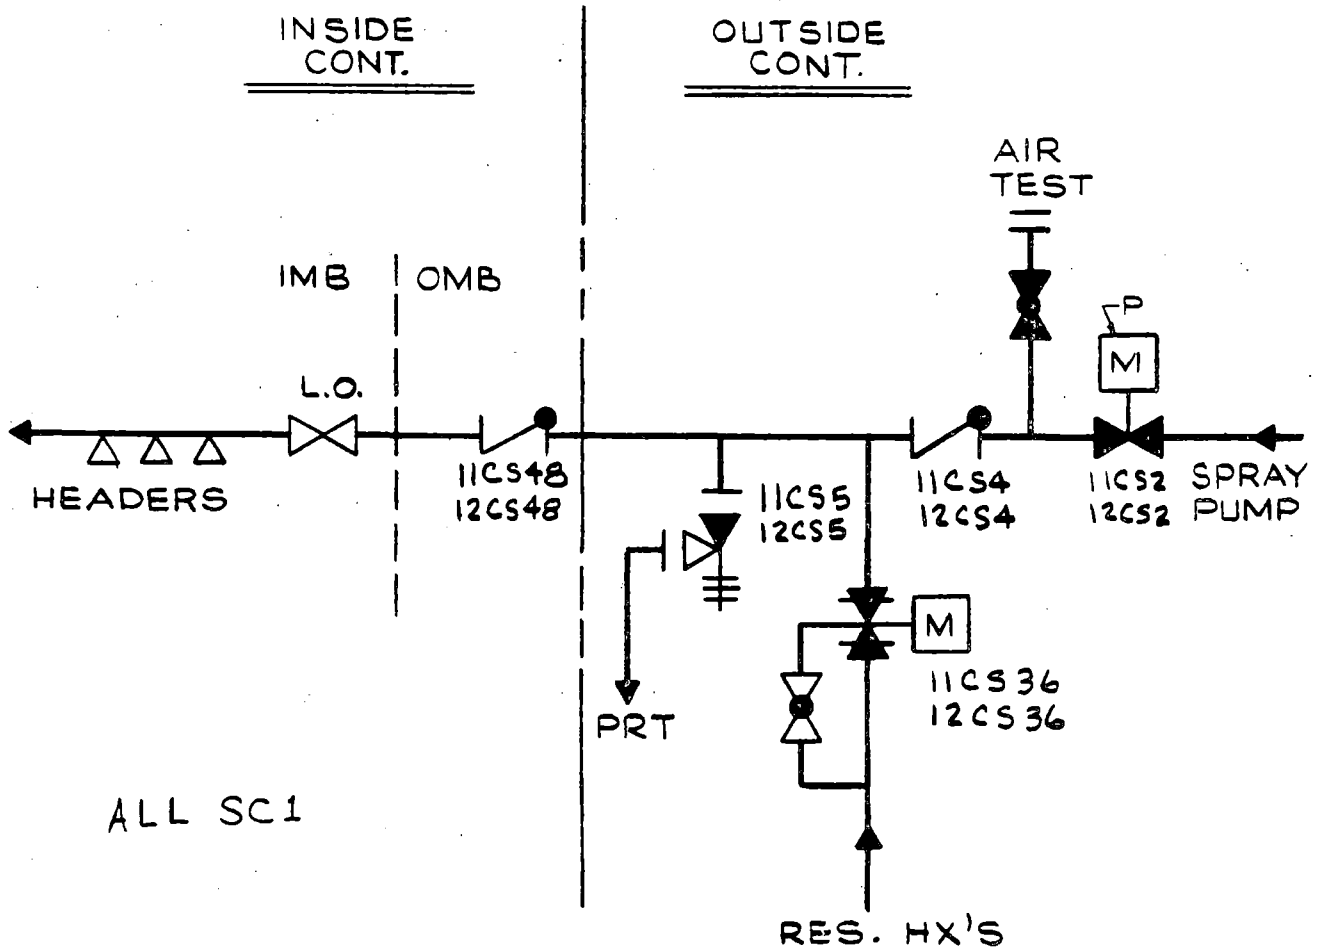 INSIDE
CONT.
OUTSIDE
CONT.
AIR
TEST
IMB
OMB
P
M
L.O.
HEADERS
11CS48
12CS48
11CS5
12CS5
11CS4
12CS4
11CS2
12CS2
SPRAY
PUMP
M
11CS36
12CS36
PRT
ALL SC1
RES. HX'S